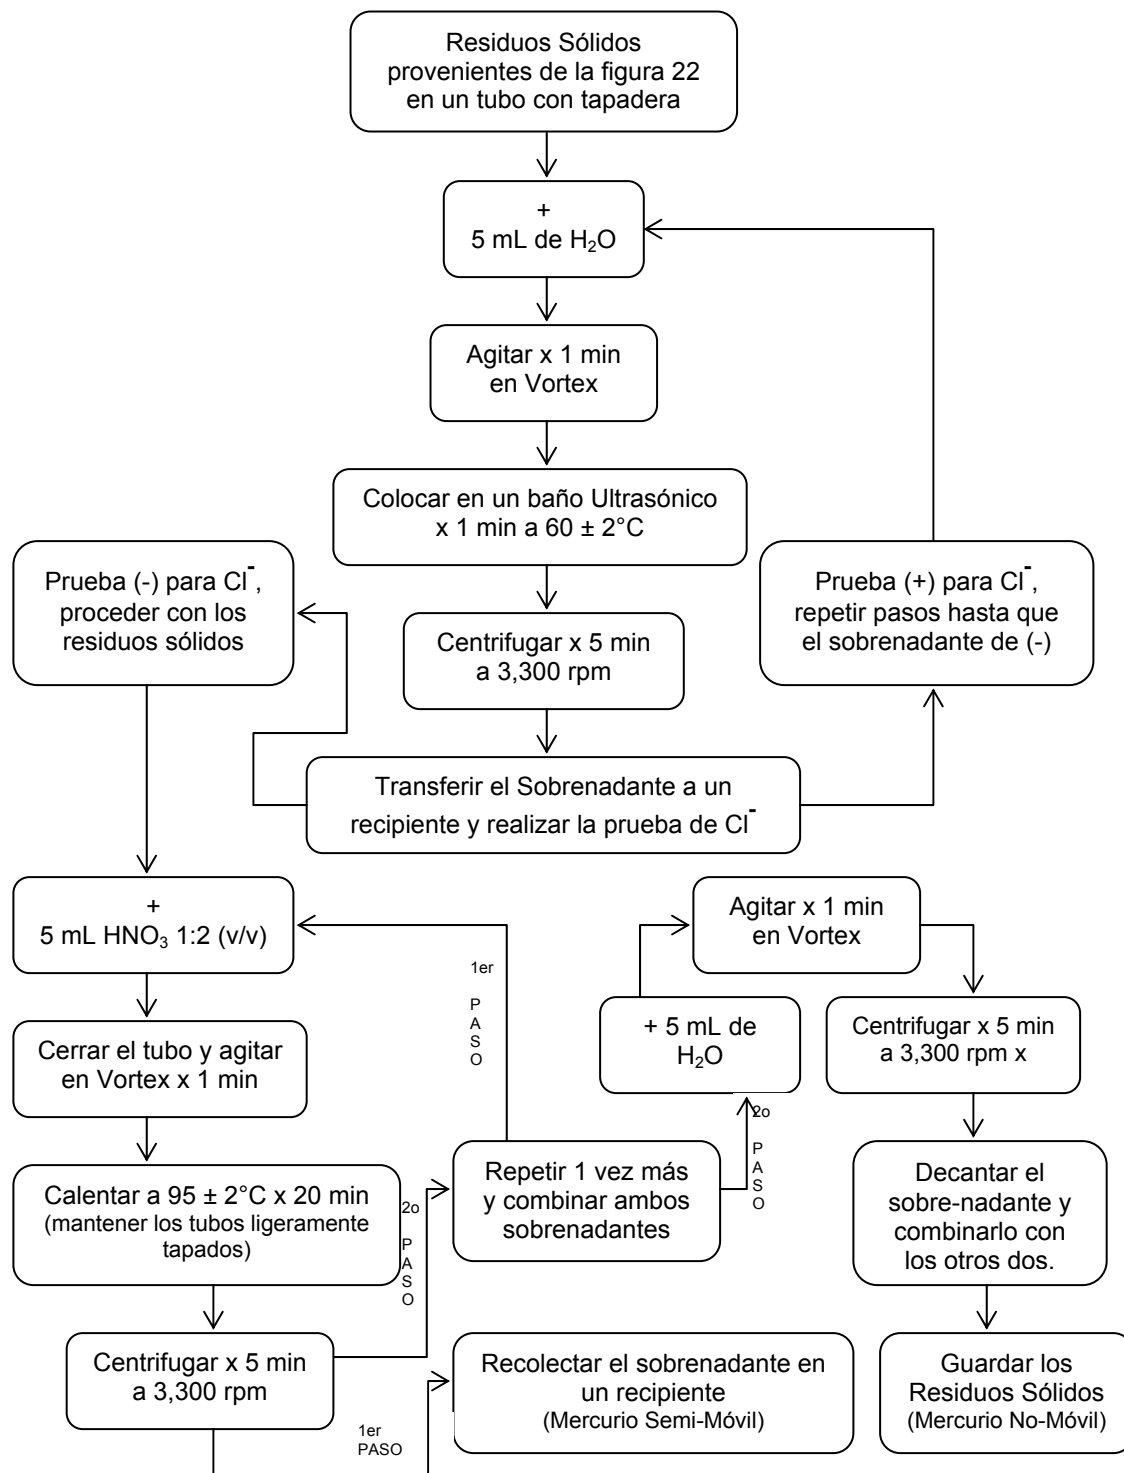 Residuos Sólidos
provenientes de la figura 22
en un tubo con tapadera
+
5 mL de H₂O
Agitar x 1 min
en Vortex
Colocar en un baño Ultrasónico
x 1 min a 60 ± 2°C
Centrifugar x 5 min
a 3,300 rpm
Transferir el Sobrenadante a un
recipiente y realizar la prueba de Cl⁻
Prueba (+) para Cl⁻,
repetir pasos hasta que
el sobrenadante de (-)
Prueba (-) para Cl⁻,
proceder con los
residuos sólidos
+
5 mL HNO₃ 1:2 (v/v)
Cerrar el tubo y agitar
en Vortex x 1 min
Calentar a 95 ± 2°C x 20 min
(mantener los tubos ligeramente
tapados)
Centrifugar x 5 min
a 3,300 rpm
1er
PASO
Recolectar el sobrenadante en
un recipiente
(Mercurio Semi-Móvil)
2o
P
A
S
O
Repetir 1 vez más
y combinar ambos
sobrenadantes
1er
P
A
S
O
2o
P
A
S
O
+ 5 mL de
H₂O
Agitar x 1 min
en Vortex
Centrifugar x 5 min
a 3,300 rpm x
Decantar el
sobre-nadante y
combinarlo con
los otros dos.
Guardar los
Residuos Sólidos
(Mercurio No-Móvil)